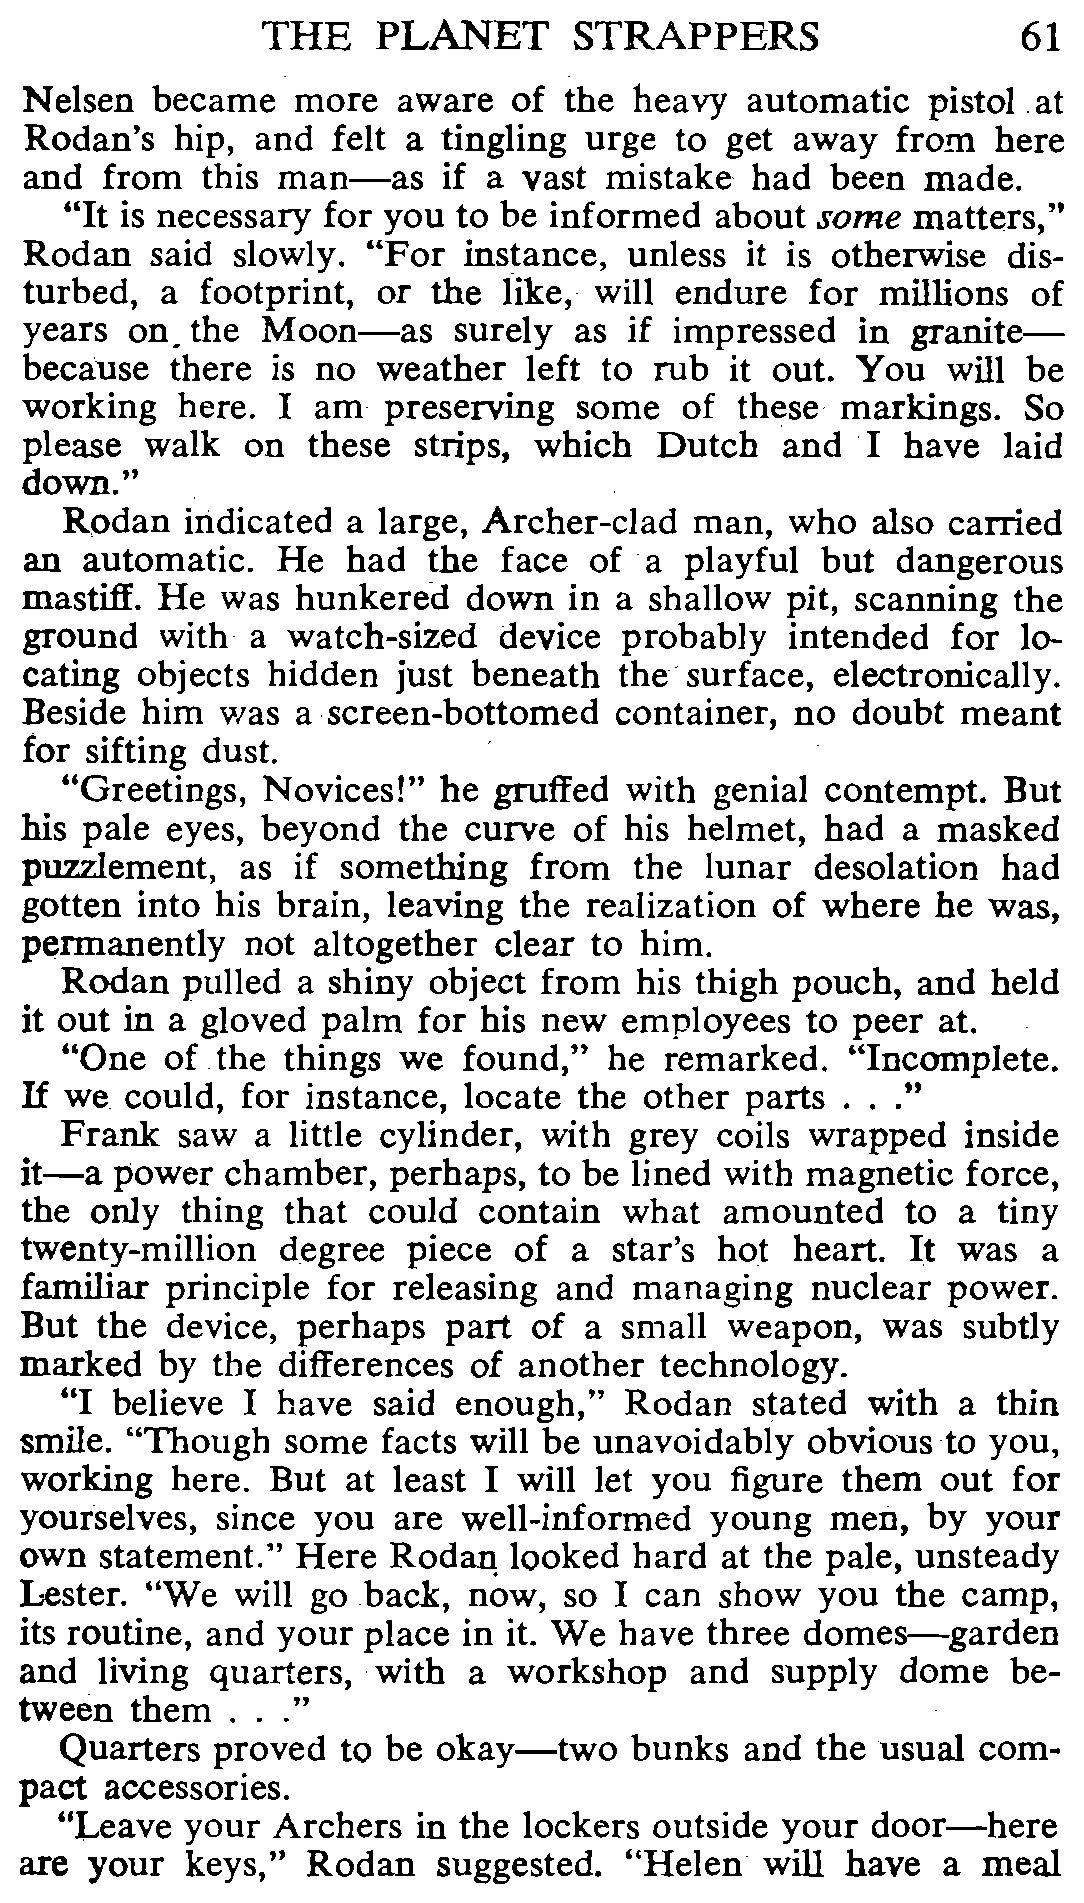 THE PLANET STRAPPERS 61
Nelsen became more aware of the heavy automatic pistol at
Rodan's hip, and felt a tingling urge to get away from here
and from this man—as if a vast mistake had been made.
“It is necessary for you to be informed about some matters,”
Rodan said slowly. “For instance, unless it is otherwise dis-
turbed, a footprint, or the like, will endure for millions of
years on the Moon—as surely as if impressed in granite—
because there is no weather left to rub it out. You will be
working here. I am preserving some of these markings. So
please walk on these strips, which Dutch and I have laid
down.”
Rodan indicated a large, Archer-clad man, who also carried
an automatic. He had the face of a playful but dangerous
mastiff. He was hunkered down in a shallow pit, scanning the
ground with a watch-sized device probably intended for lo-
cating objects hidden just beneath the surface, electronically.
Beside him was a screen-bottomed container, no doubt meant
for sifting dust.
“Greetings, Novices!” he gruffed with genial contempt. But
his pale eyes, beyond the curve of his helmet, had a masked
puzzlement, as if something from the lunar desolation had
gotten into his brain, leaving the realization of where he was,
permanently not altogether clear to him.
Rodan pulled a shiny object from his thigh pouch, and held
it out in a gloved palm for his new employees to peer at.
“One of the things we found,” he remarked. “Incomplete.
If we could, for instance, locate the other parts . . .”
Frank saw a little cylinder, with grey coils wrapped inside
it—a power chamber, perhaps, to be lined with magnetic force,
the only thing that could contain what amounted to a tiny
twenty-million degree piece of a star's hot heart. It was a
familiar principle for releasing and managing nuclear power.
But the device, perhaps part of a small weapon, was subtly
marked by the differences of another technology.
“I believe I have said enough,” Rodan stated with a thin
smile. “Though some facts will be unavoidably obvious to you,
working here. But at least I will let you figure them out for
yourselves, since you are well-informed young men, by your
own statement.” Here Rodan looked hard at the pale, unsteady
Lester. “We will go back, now, so I can show you the camp,
its routine, and your place in it. We have three domes—garden
and living quarters, with a workshop and supply dome be-
tween them . . .”
Quarters proved to be okay—two bunks and the usual com-
pact accessories.
“Leave your Archers in the lockers outside your door—here
are your keys,” Rodan suggested. “Helen will have a meal